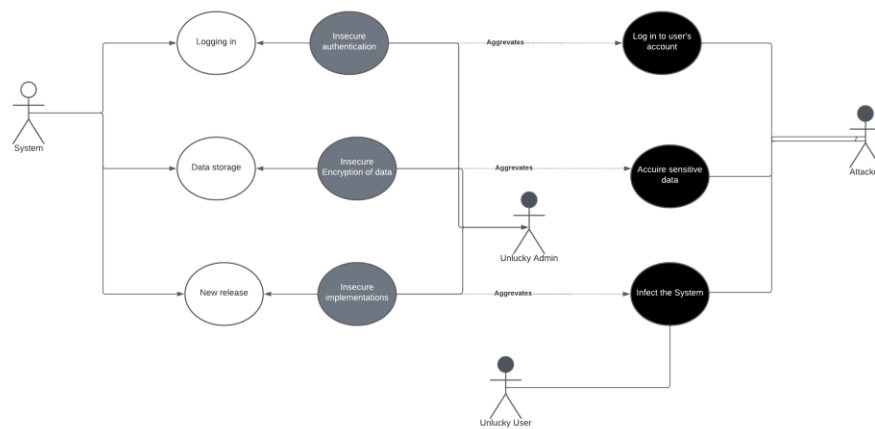 Logging in
Insecure
authentication
Aggrevates
Log in to user's
account
System
Data storage
Insecure
Encryption of data
Aggrevates
Accuire sensitive
data
Attacke
Unlucky Admin
New release
Insecure
implementations
Aggrevates
Infect the System
Unlucky User